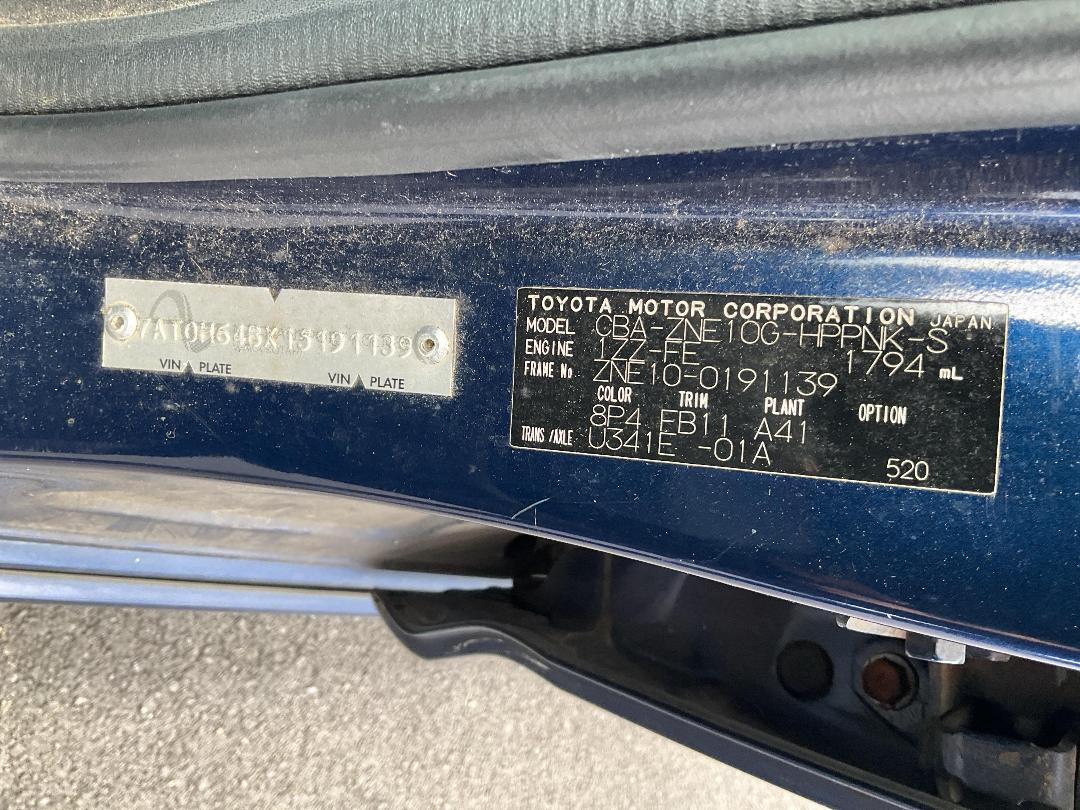 7AT0H64BX15191139
VIN PLATE
VIN PLATE
TOYOTA MOTOR CORPORATION JAPAN
MODEL CBA-ZNE10G-HPPNK-S
ENGINE 1ZZ-FE 1794 mL
FRAME No ZNE10-0191139
COLOR TRIM PLANT OPTION
8P4 FB11 A41
TRANS/AXLE U341E -01A
520